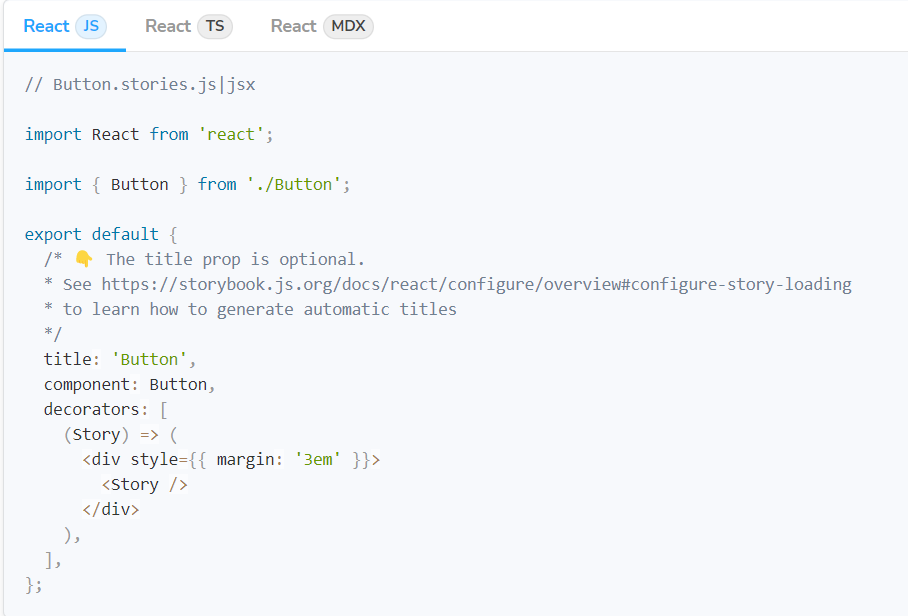 React JS React TS React MDX
// Button.stories.js|jsx
import React from 'react';
import { Button } from './Button';
export default {
  /* 👇 The title prop is optional.
  * See https://storybook.js.org/docs/react/configure/overview#configure-story-loading
  * to learn how to generate automatic titles
  */
  title: 'Button',
  component: Button,
  decorators: [
    (Story) => (
      <div style={{ margin: '3em' }}>
        <Story />
      </div>
    ),
  ],
};